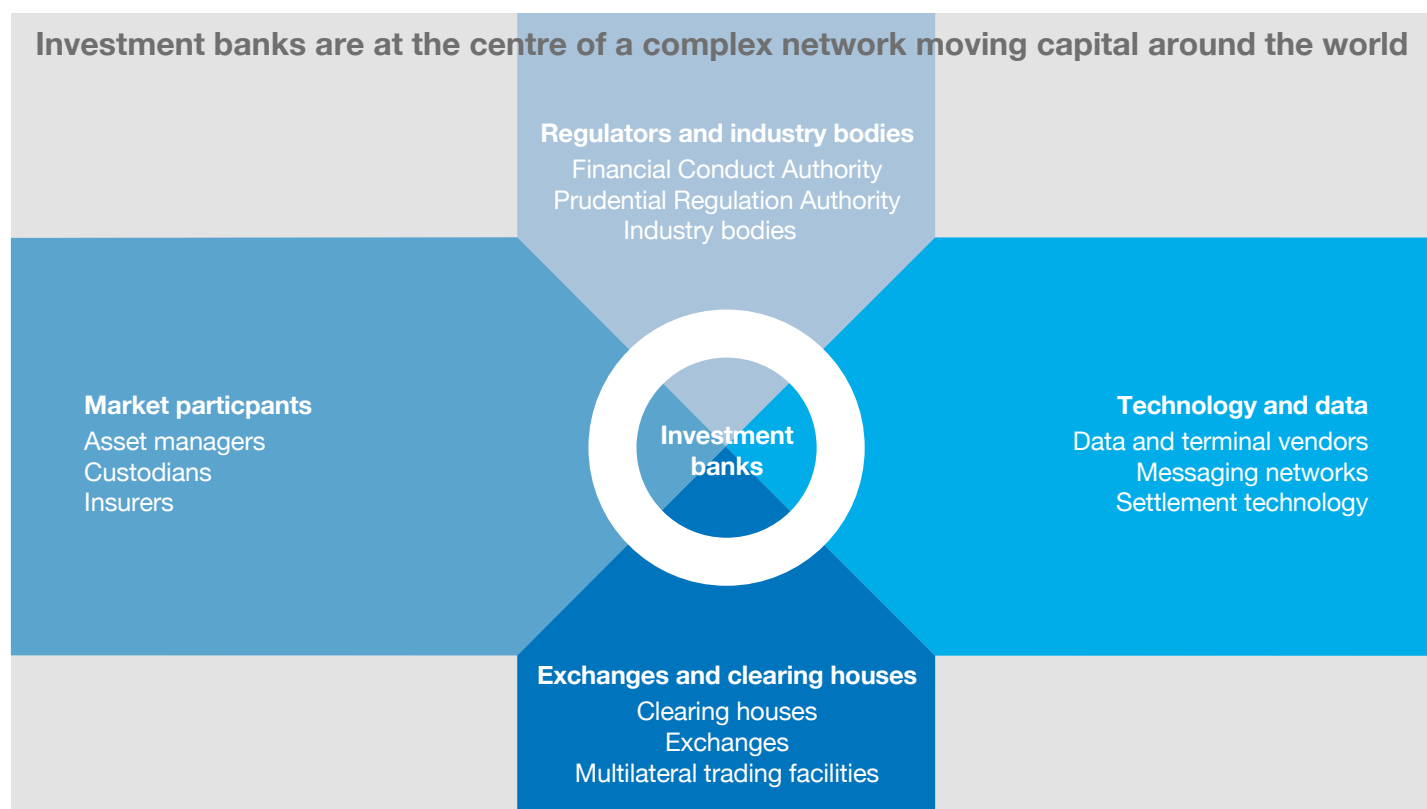 Investment banks are at the centre of a complex network moving capital around the world
Regulators and industry bodies
Financial Conduct Authority
Prudential Regulation Authority
Industry bodies
Market particpants
Asset managers
Custodians
Insurers
Investment
banks
Technology and data
Data and terminal vendors
Messaging networks
Settlement technology
Exchanges and clearing houses
Clearing houses
Exchanges
Multilateral trading facilities